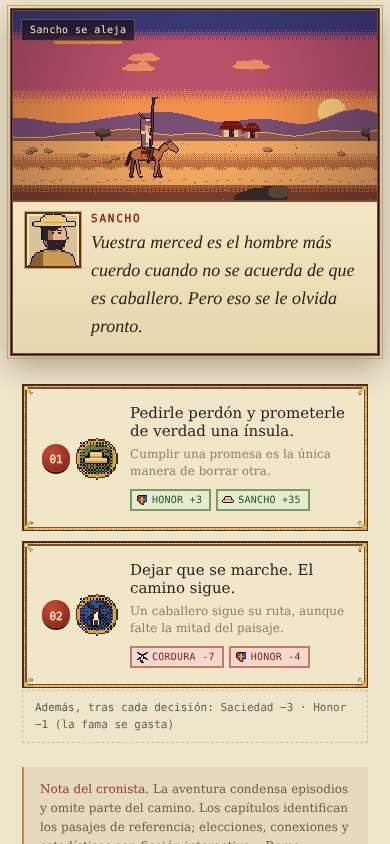 Sancho se aleja
SANCHO
Vuestra merced es el hombre más
cuerdo cuando no se acuerda de que
es caballero. Pero eso se le olvida
pronto.
01
Pedirle perdón y prometerle
de verdad una ínsula.
Cumplir una promesa es la única
manera de borrar otra.
HONOR +3 SANCHO +35
02
Dejar que se marche. El
camino sigue.
Un caballero sigue su ruta, aunque
falte la mitad del paisaje.
CORDURA -7 HONOR -4
Además, tras cada decisión: Saciedad −3 · Honor
−1 (la fama se gasta)
Nota del cronista. La aventura condensa episodios
y omite parte del camino. Los capítulos identifican
los pasajes de referencia; elecciones, conexiones y